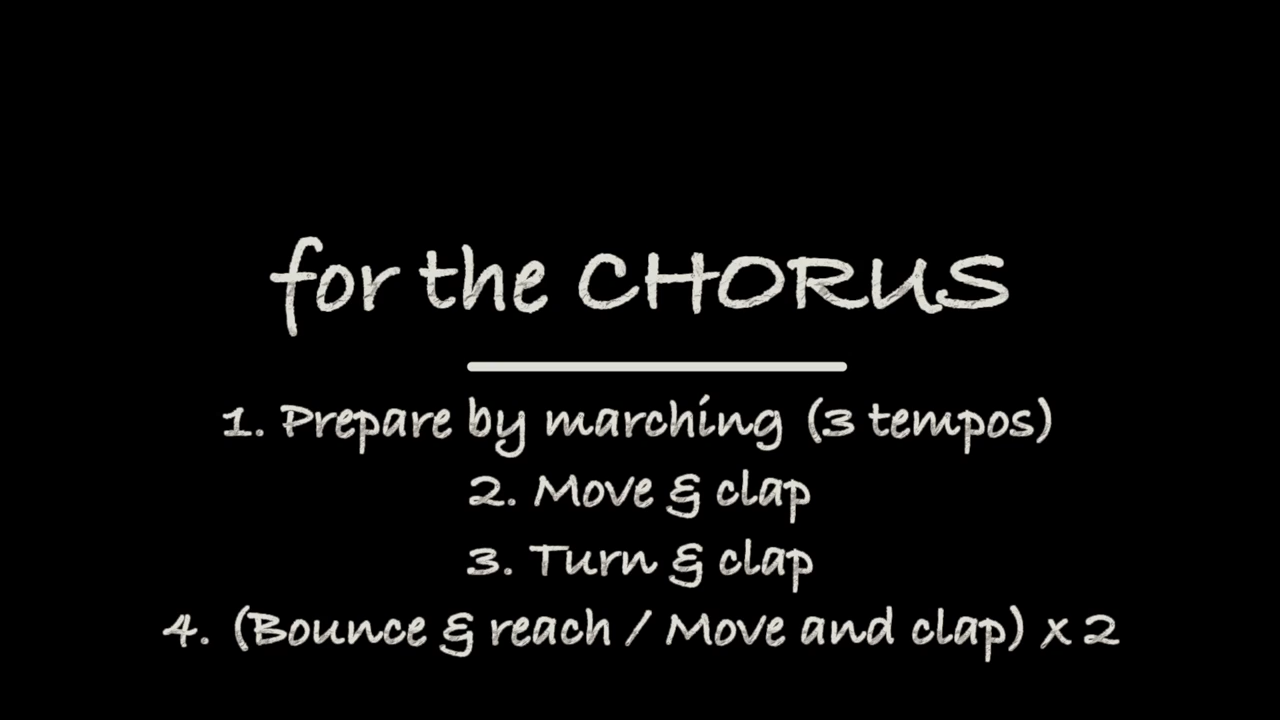 for the CHORUS
1. Prepare by marching (3 tempos)
2. Move & clap
3. Turn & clap
4. (Bounce & reach / Move and clap) x 2